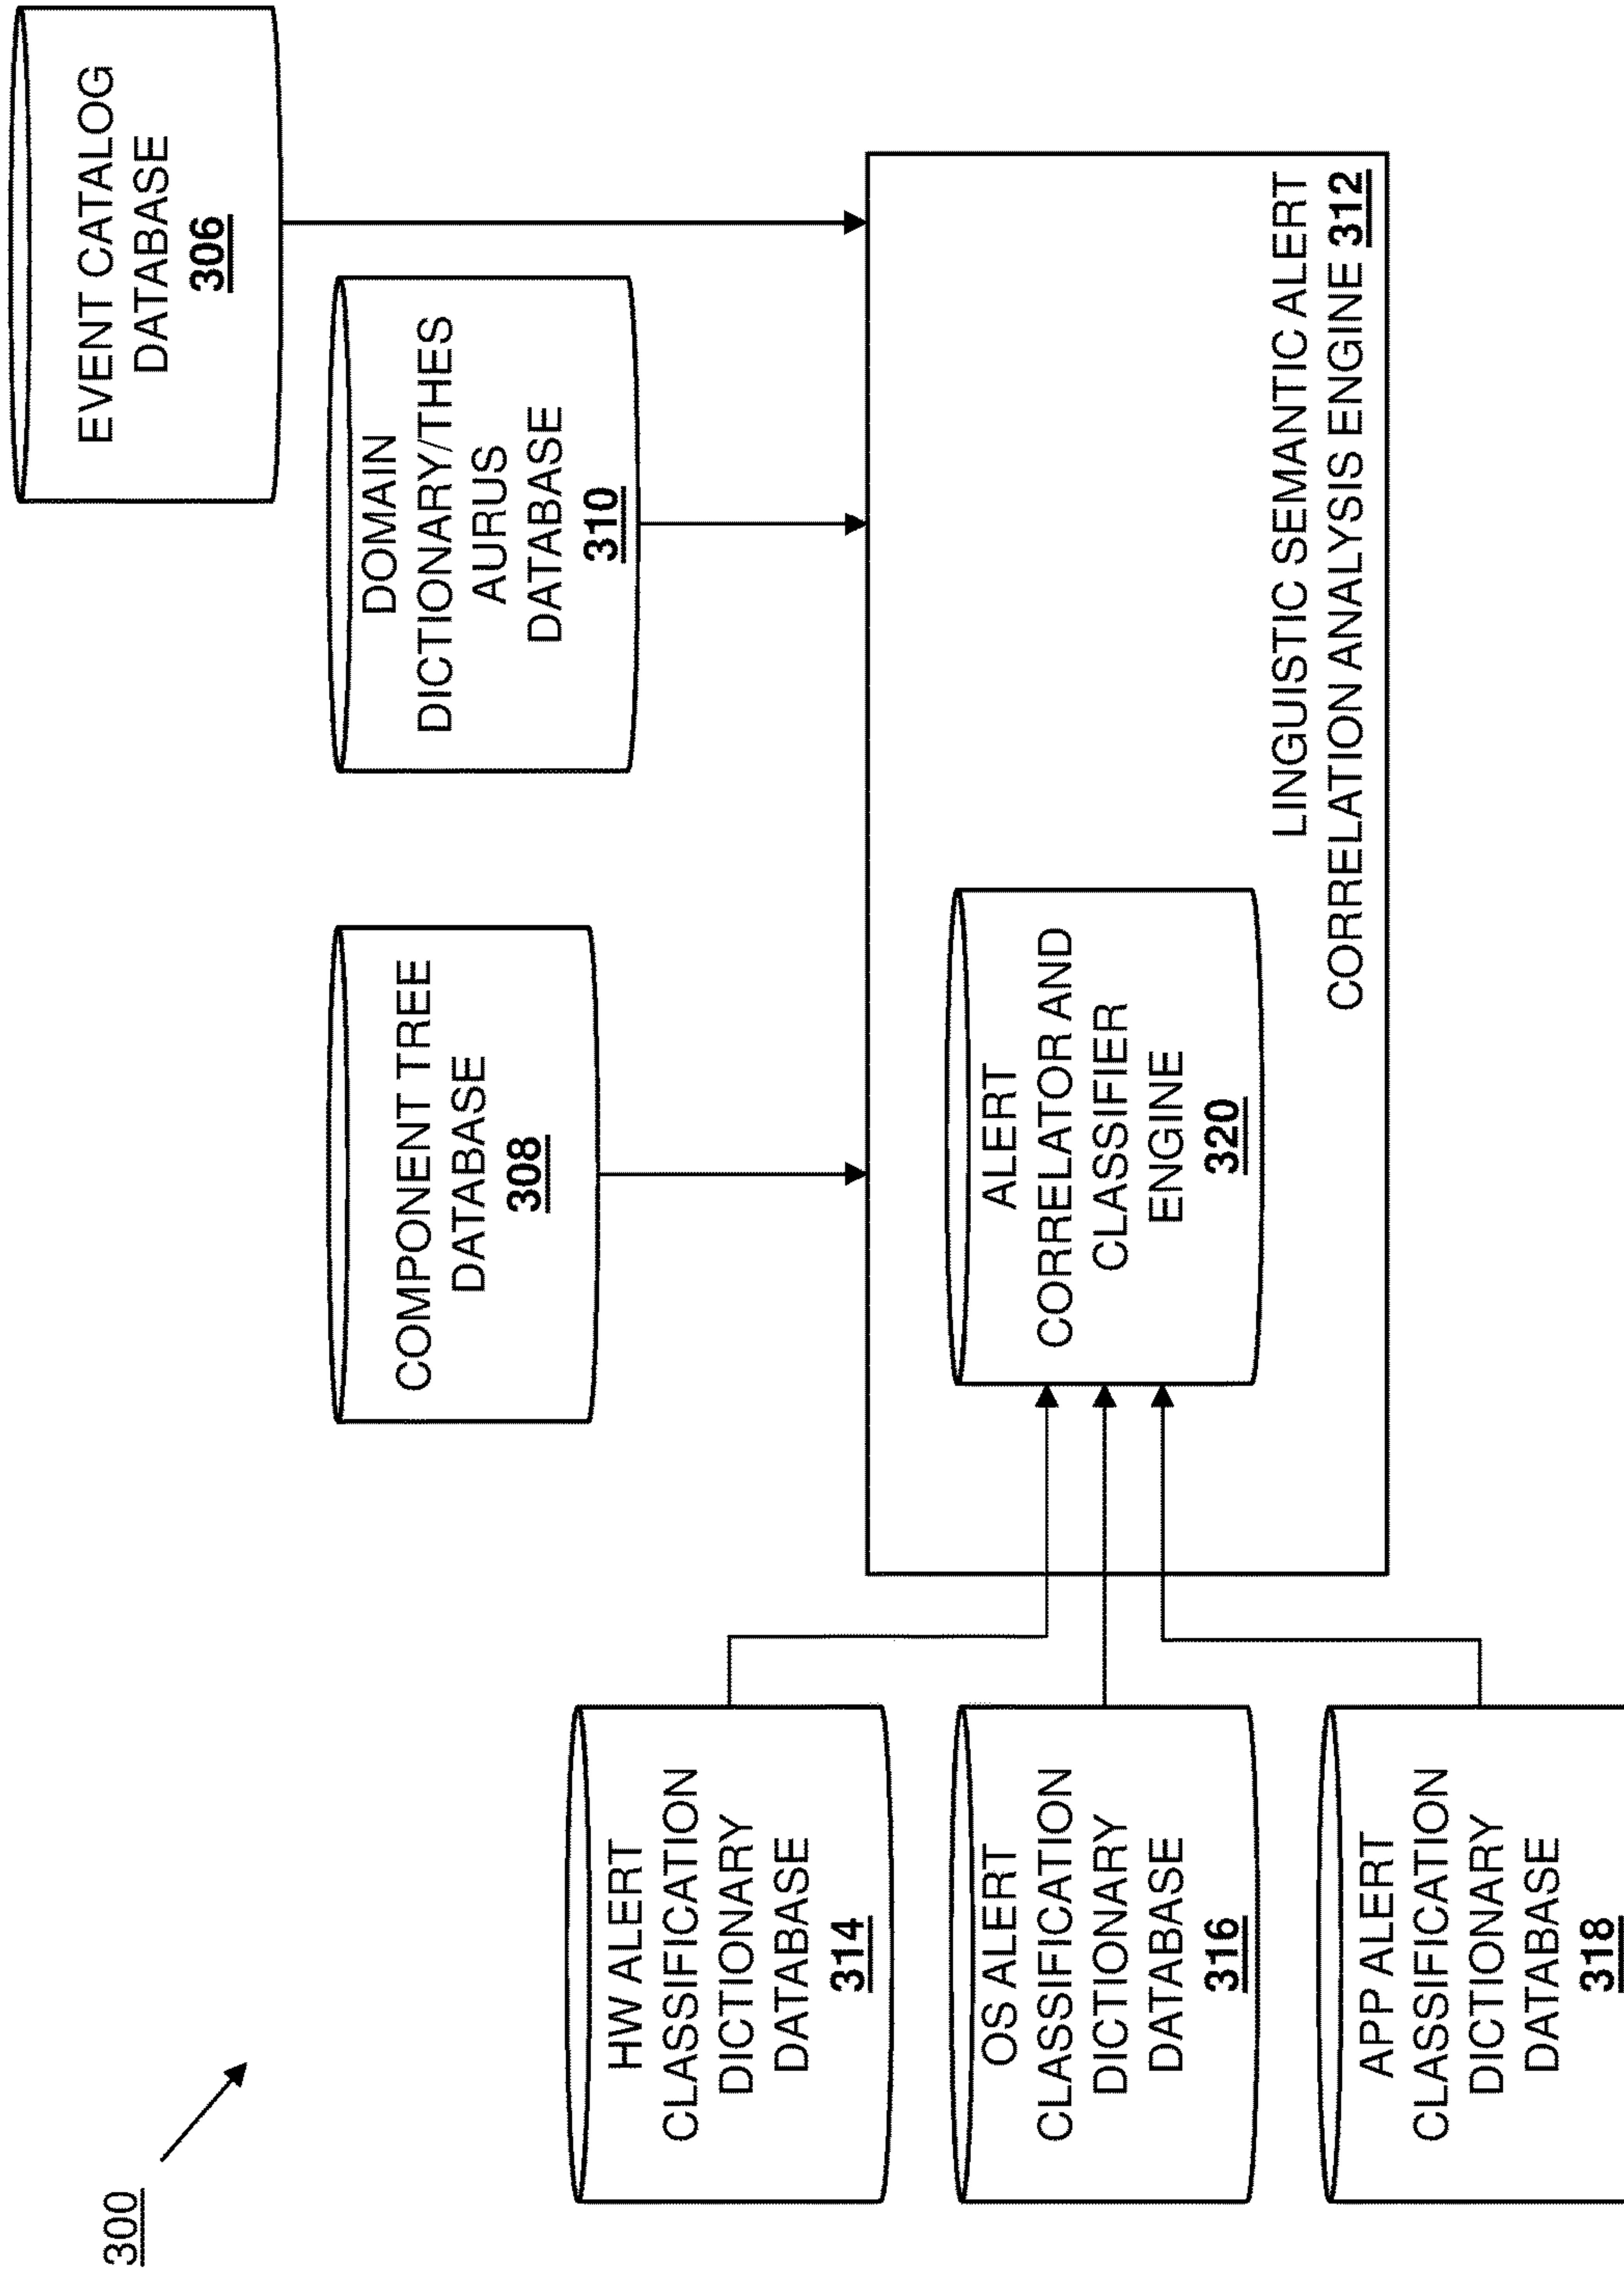 300
EVENT CATALOG
DATABASE
306
COMPONENT TREE
DATABASE
308
DOMAIN
DICTIONARY/THES
AURUS
DATABASE
310
HW ALERT
CLASSIFICATION
DICTIONARY
DATABASE
314
OS ALERT
CLASSIFICATION
DICTIONARY
DATABASE
316
APP ALERT
CLASSIFICATION
DICTIONARY
DATABASE
318
ALERT
CORRELATOR AND
CLASSIFIER
ENGINE
320
LINGUISTIC SEMANTIC ALERT
CORRELATION ANALYSIS ENGINE 312